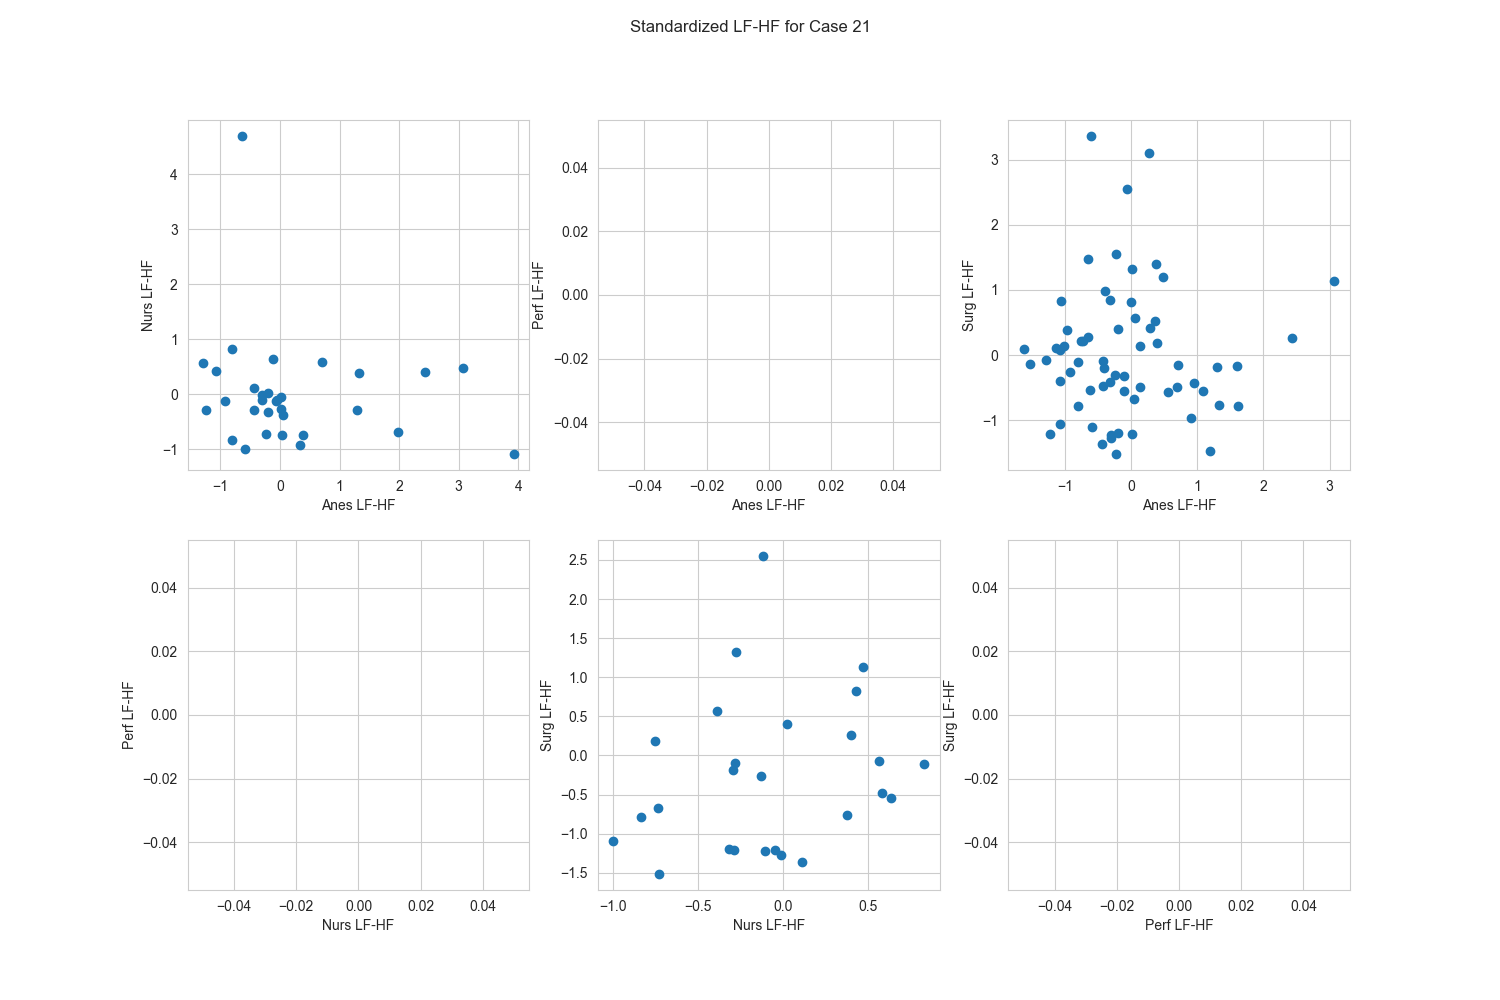 Standardized LF-HF for Case 21
4
3
2
1
0
−1
Nurs LF-HF
−1 0 1 2 3 4
Anes LF-HF
0.04
0.02
0.00
−0.02
−0.04
Perf LF-HF
−0.04 −0.02 0.00 0.02 0.04
Anes LF-HF
3
2
1
0
−1
Surg LF-HF
−1 0 1 2 3
Anes LF-HF
0.04
0.02
0.00
−0.02
−0.04
Perf LF-HF
−0.04 −0.02 0.00 0.02 0.04
Nurs LF-HF
2.5
2.0
1.5
1.0
0.5
0.0
−0.5
−1.0
−1.5
Surg LF-HF
−1.0 −0.5 0.0 0.5
Nurs LF-HF
0.04
0.02
0.00
−0.02
−0.04
Surg LF-HF
−0.04 −0.02 0.00 0.02 0.04
Perf LF-HF